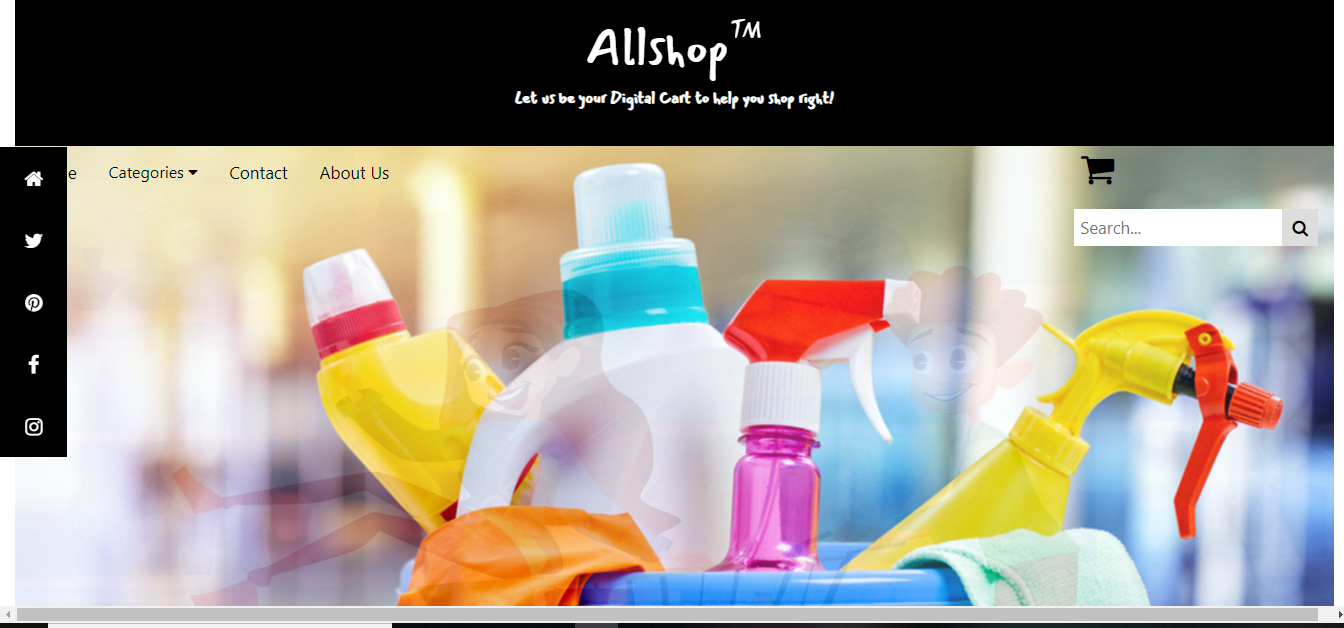 Allshop™
Let us be your Digital Cart to help you shop right!
e Categories Contact About Us
Search...